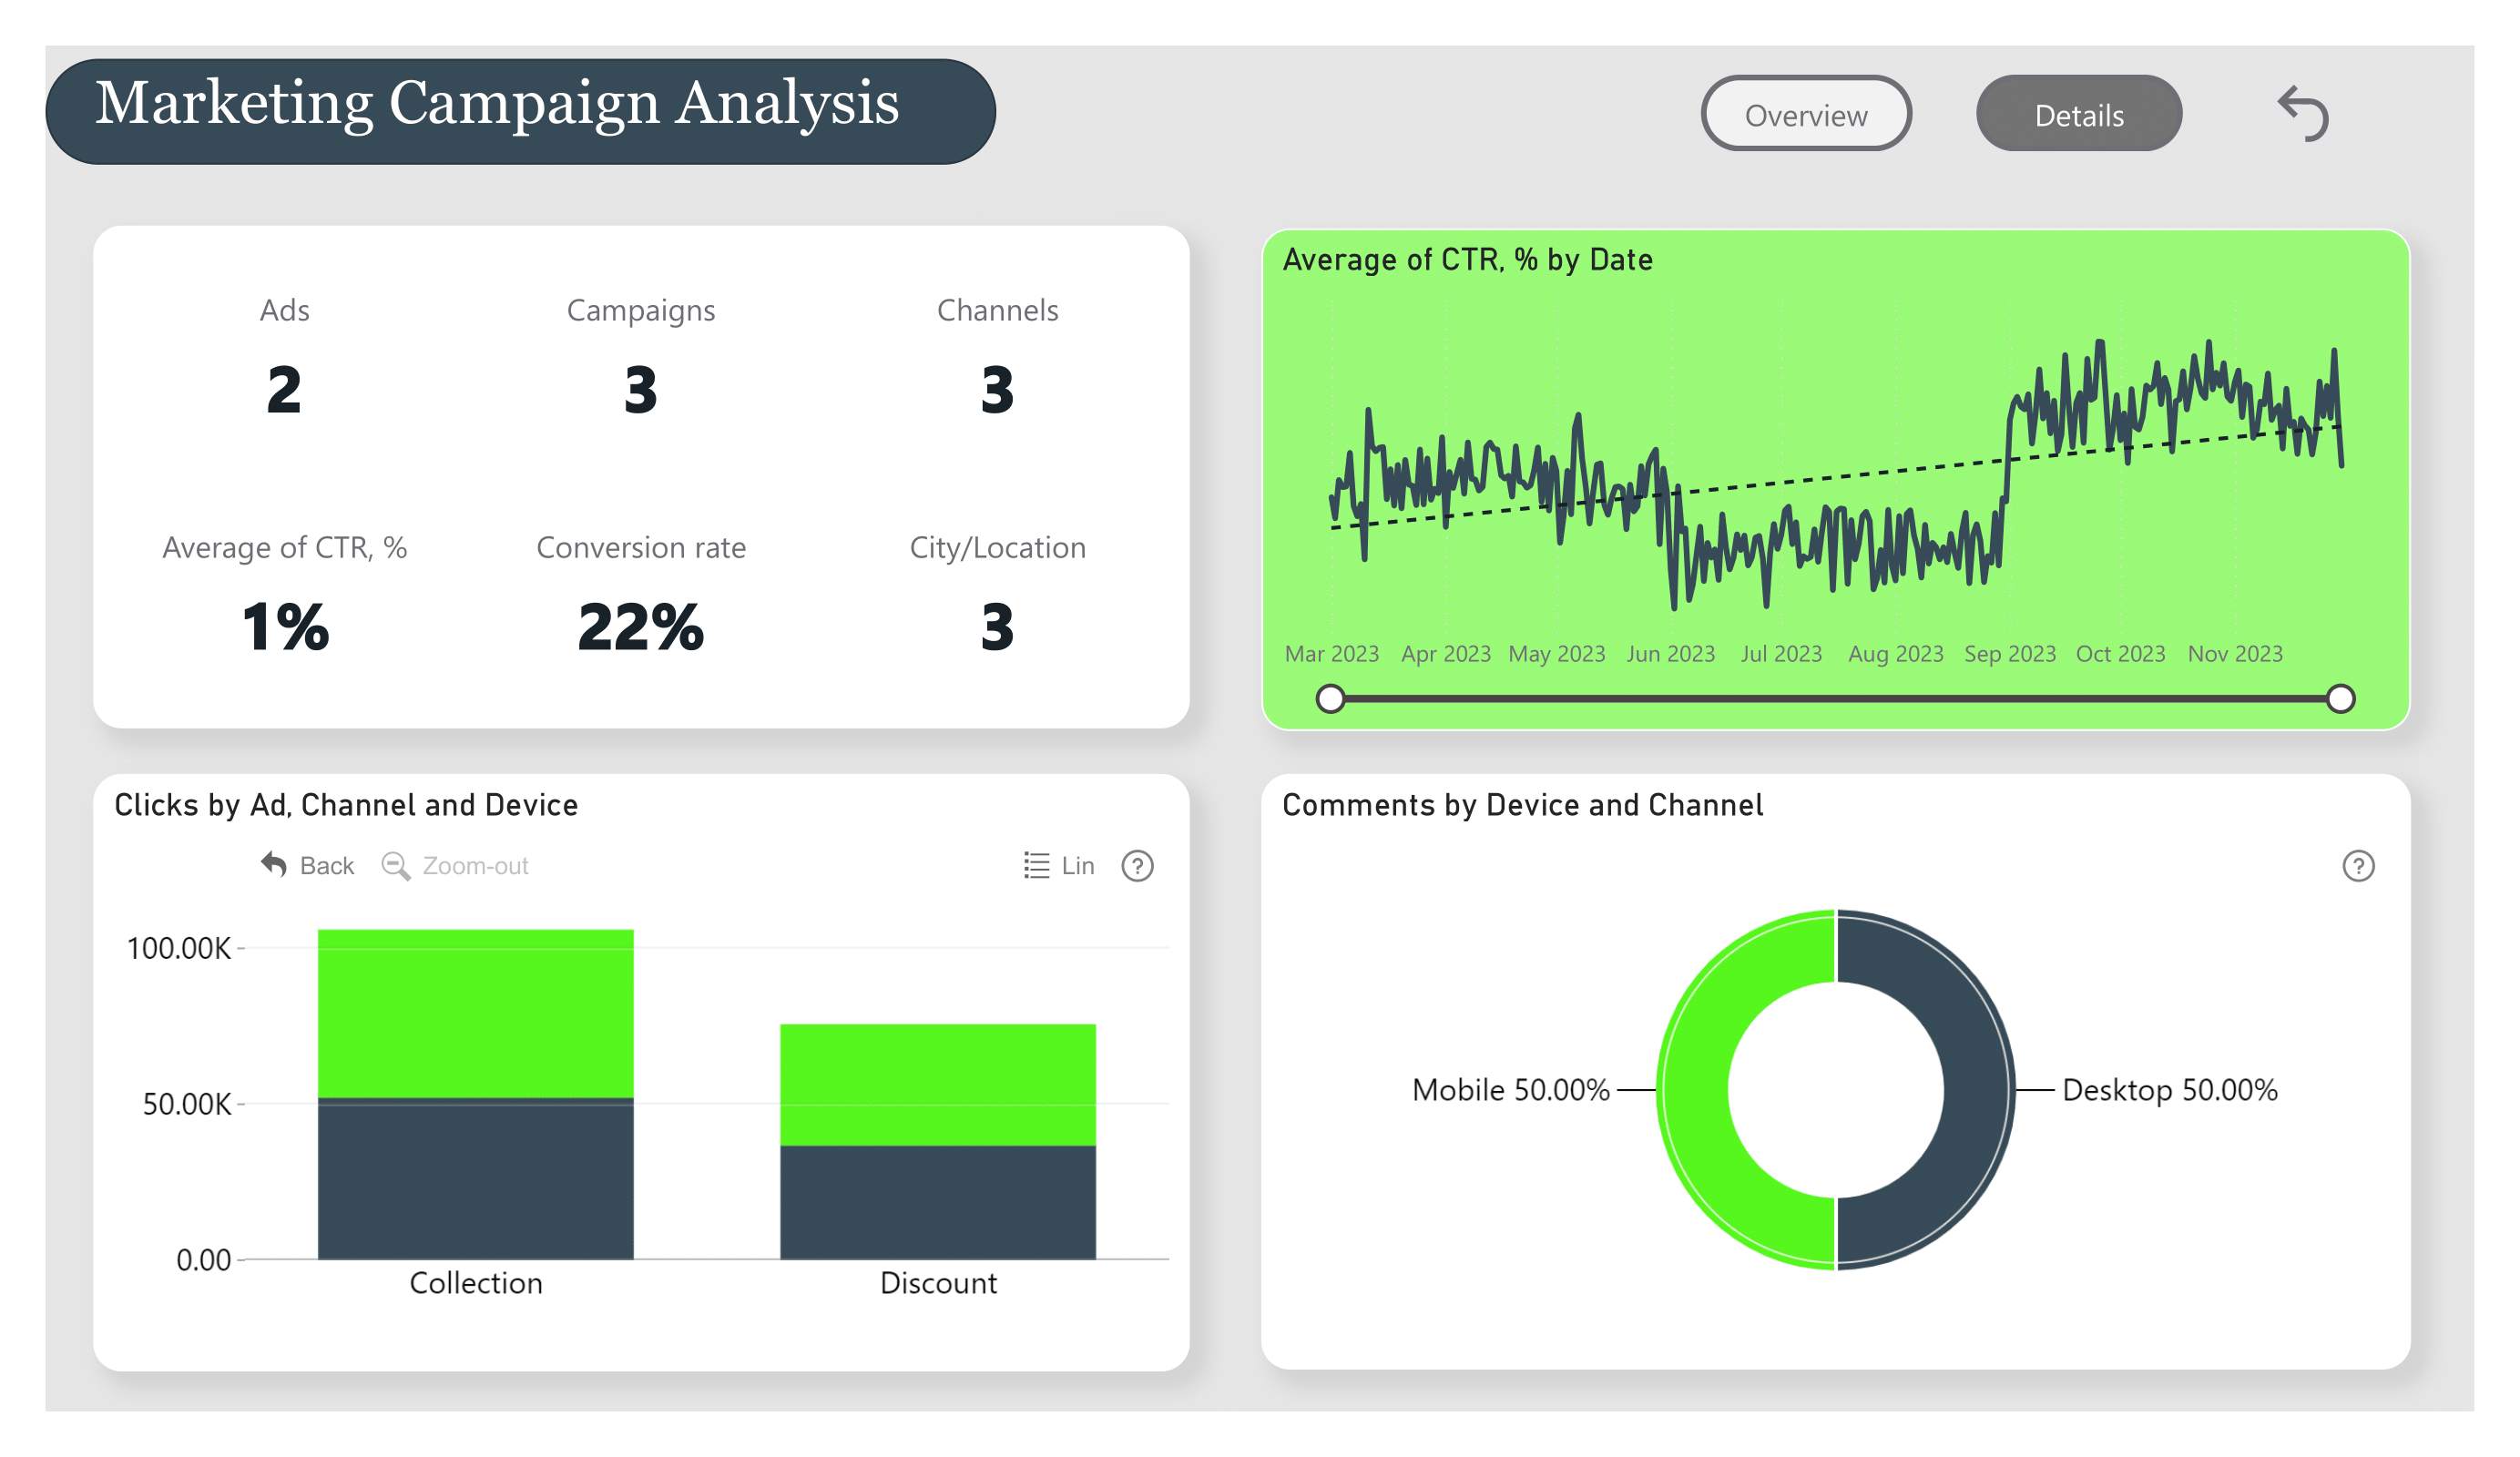 Marketing Campaign Analysis
Overview
Details
Ads
Campaigns
Channels
2
3
3
Average of CTR, %
Conversion rate
City/Location
1%
22%
3
Average of CTR, % by Date
Mar 2023 Apr 2023 May 2023 Jun 2023 Jul 2023 Aug 2023 Sep 2023 Oct 2023 Nov 2023
Clicks by Ad, Channel and Device
Back Zoom-out Lin ?
100.00K
50.00K
0.00
Collection Discount
Comments by Device and Channel
?
Mobile 50.00% Desktop 50.00%